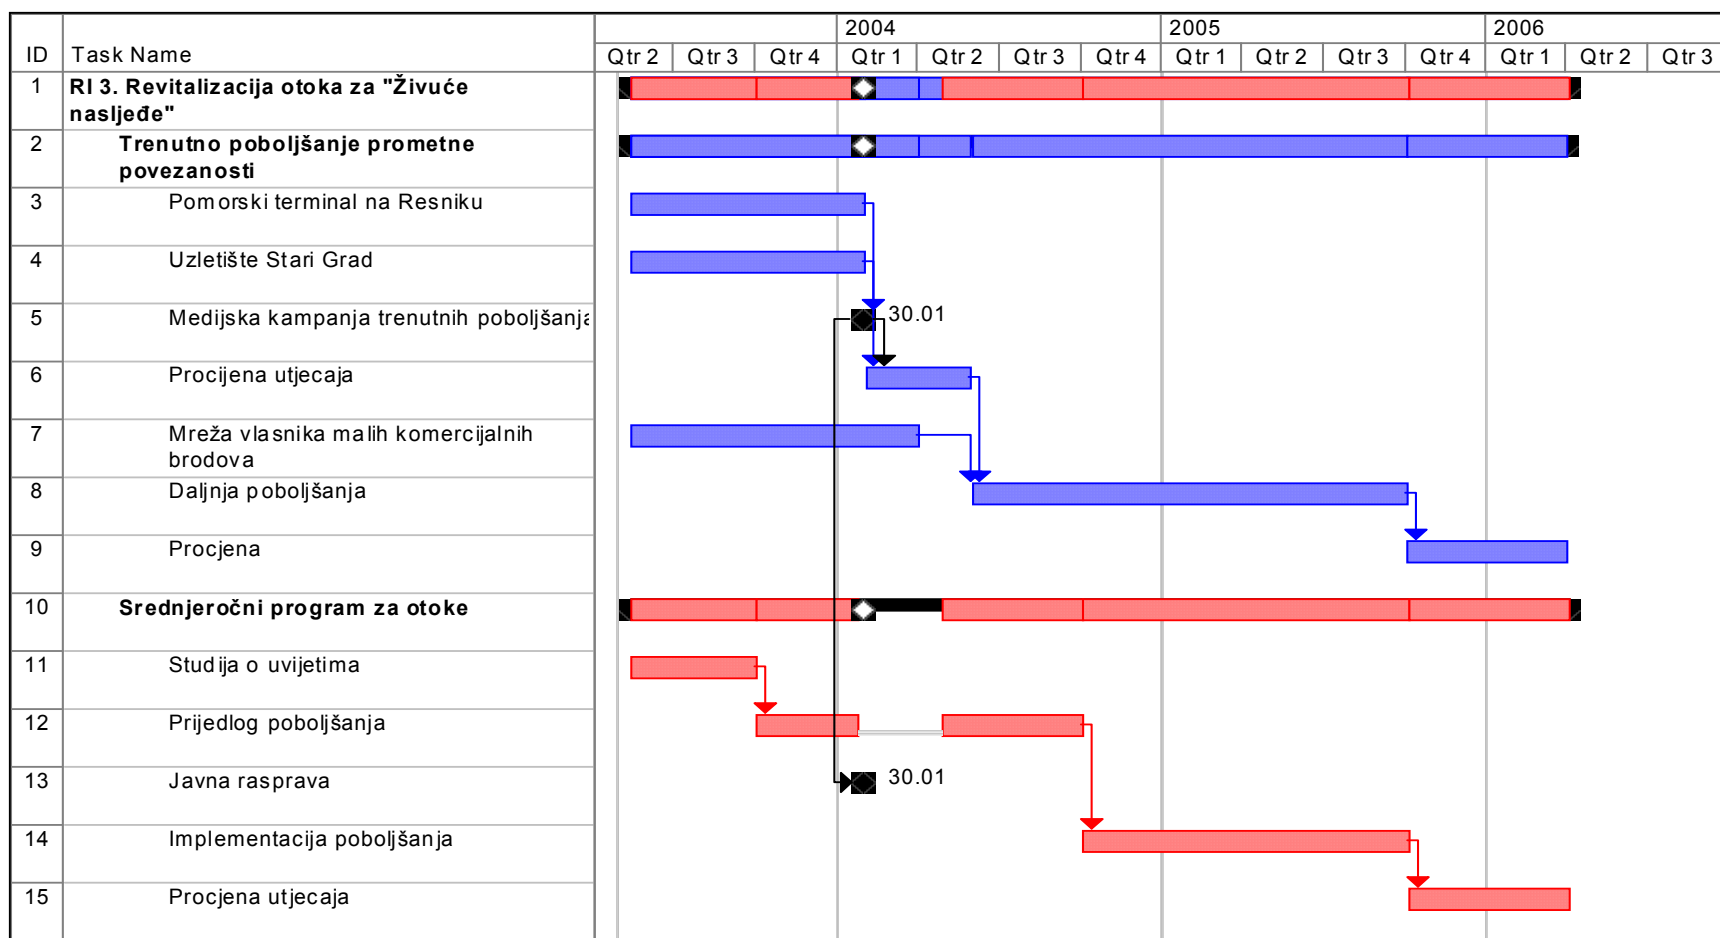 2004 2005 2006
ID Task Name Qtr 2 Qtr 3 Qtr 4 Qtr 1 Qtr 2 Qtr 3 Qtr 4 Qtr 1 Qtr 2 Qtr 3 Qtr 4 Qtr 1 Qtr 2 Qtr 3
1 RI 3. Revitalizacija otoka za "Živuće
nasljeđe"
2 Trenutno poboljšanje prometne
povezanosti
3 Pomorski terminal na Resniku
4 Uzletište Stari Grad
5 Medijska kampanja trenutnih poboljšanja 30.01
6 Procijena utjecaja
7 Mreža vlasnika malih komercijalnih
brodova
8 Daljnja poboljšanja
9 Procjena
10 Srednjeročni program za otoke
11 Studija o uvijetima
12 Prijedlog poboljšanja
13 Javna rasprava 30.01
14 Implementacija poboljšanja
15 Procjena utjecaja